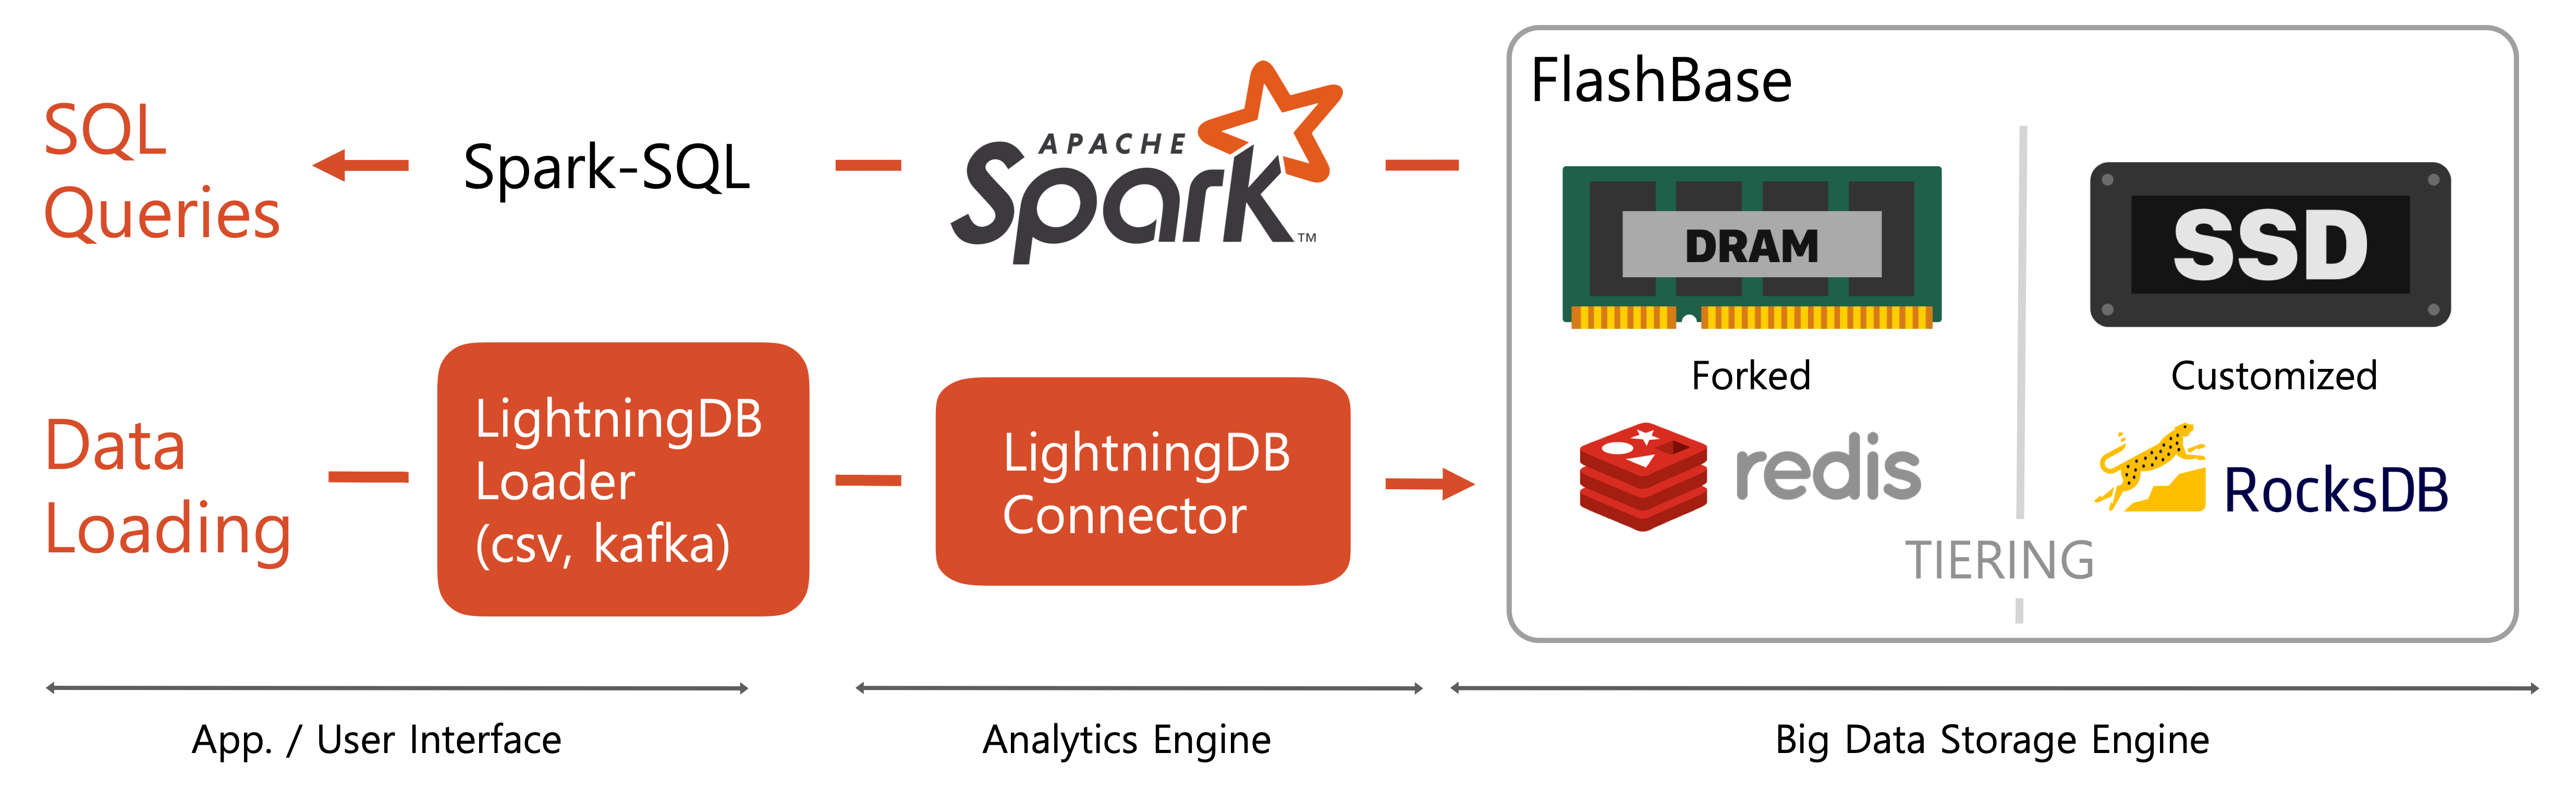 SQL
Queries
Spark-SQL
APACHE
Spark™
FlashBase
DRAM
SSD
Forked
Customized
redis
RocksDB
TIERING
Data
Loading
LightningDB
Loader
(csv, kafka)
LightningDB
Connector
App. / User Interface
Analytics Engine
Big Data Storage Engine